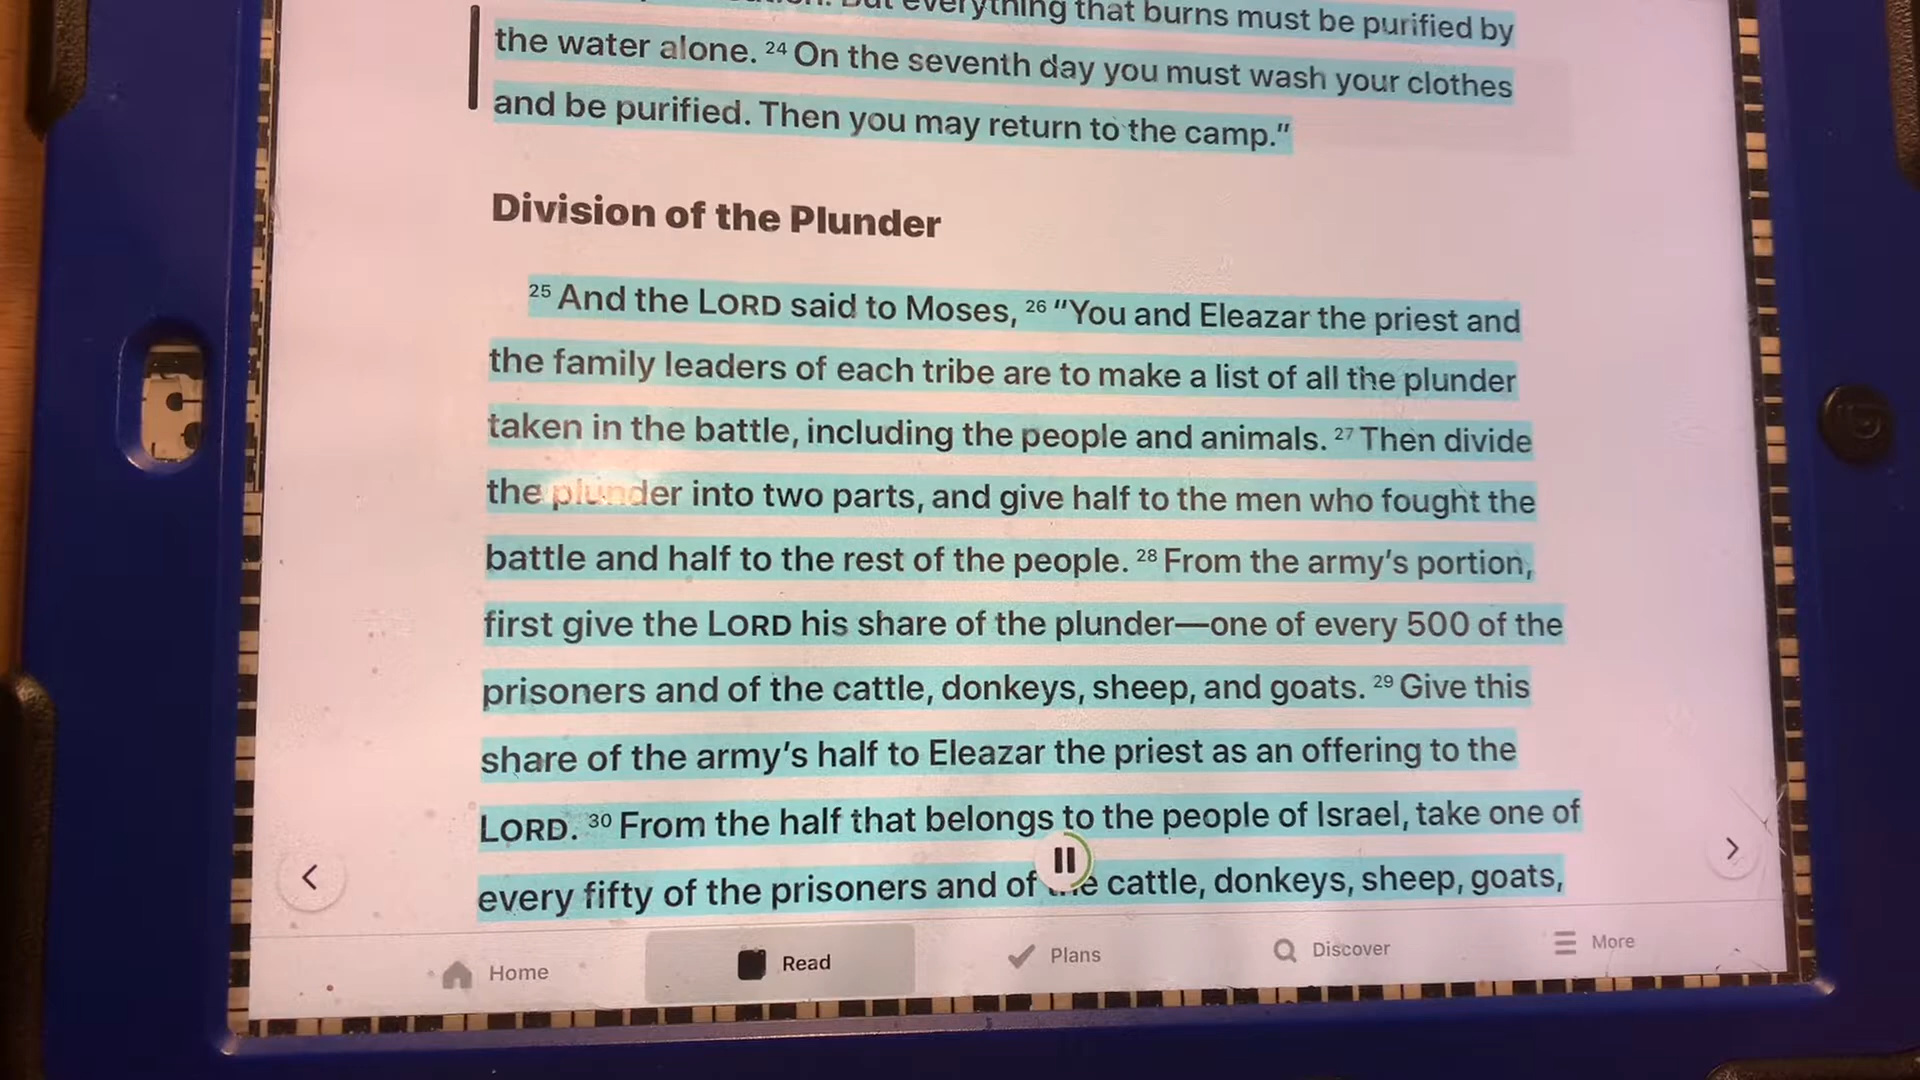 everything that burns must be purified by
the water alone. 24 On the seventh day you must wash your clothes
and be purified. Then you may return to the camp."
Division of the Plunder
25 And the LORD said to Moses, 26 "You and Eleazar the priest and
the family leaders of each tribe are to make a list of all the plunder
taken in the battle, including the people and animals. 27 Then divide
the plunder into two parts, and give half to the men who fought the
battle and half to the rest of the people. 28 From the army's portion,
first give the LORD his share of the plunder—one of every 500 of the
prisoners and of the cattle, donkeys, sheep, and goats. 29 Give this
share of the army's half to Eleazar the priest as an offering to the
LORD. 30 From the half that belongs to the people of Israel, take one of
every fifty of the prisoners and of the cattle, donkeys, sheep, goats,
Home Read Plans Discover More